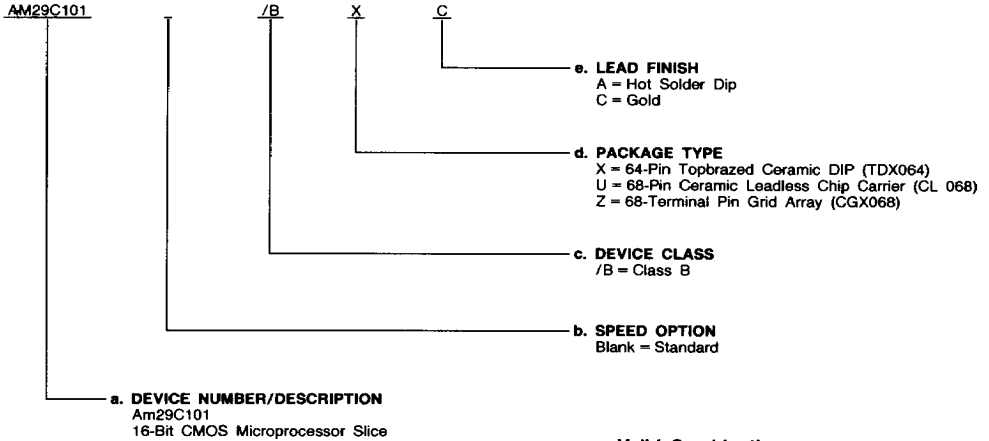 AM29C101 - /B X C
e. LEAD FINISH
A = Hot Solder Dip
C = Gold
d. PACKAGE TYPE
X = 64-Pin Topbrazed Ceramic DIP (TDX064)
U = 68-Pin Ceramic Leadless Chip Carrier (CL 068)
Z = 68-Terminal Pin Grid Array (CGX068)
c. DEVICE CLASS
/B = Class B
b. SPEED OPTION
Blank = Standard
a. DEVICE NUMBER/DESCRIPTION
Am29C101
16-Bit CMOS Microprocessor Slice